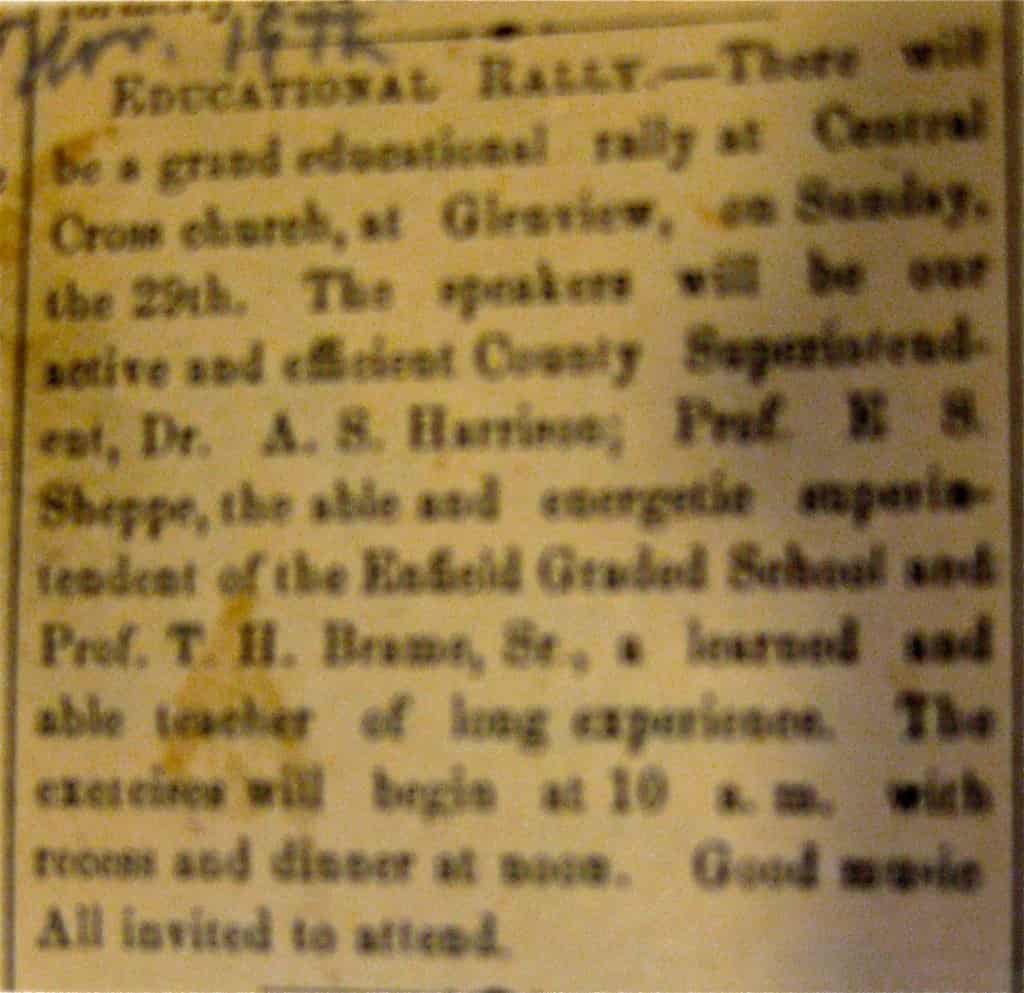 19th
EDUCATIONAL RALLY.—There will
be a grand educational rally at Central
Cross church, at Glenview, on Sunday,
the 29th. The speakers will be our
active and efficient County Superintend-
ent, Dr. A. S. Harrison; Prof. E S.
Sheppe, the able and energetic superin-
tendent of the Enfield Graded School and
Prof. T. H. Brame, Sr., a learned and
able teacher of long experience. The
exercises will begin at 10 a. m. with
recess and dinner at noon. Good music
All invited to attend.